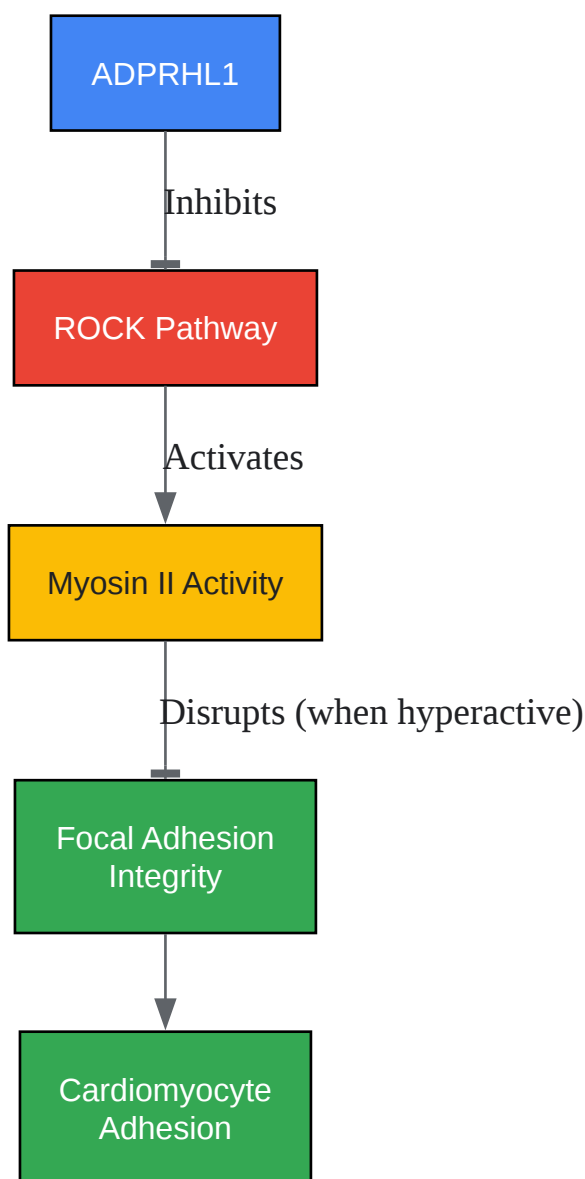 ADPRHL1
Inhibits
ROCK Pathway
Activates
Myosin II Activity
Disrupts (when hyperactive)
Focal Adhesion
Integrity
Cardiomyocyte
Adhesion